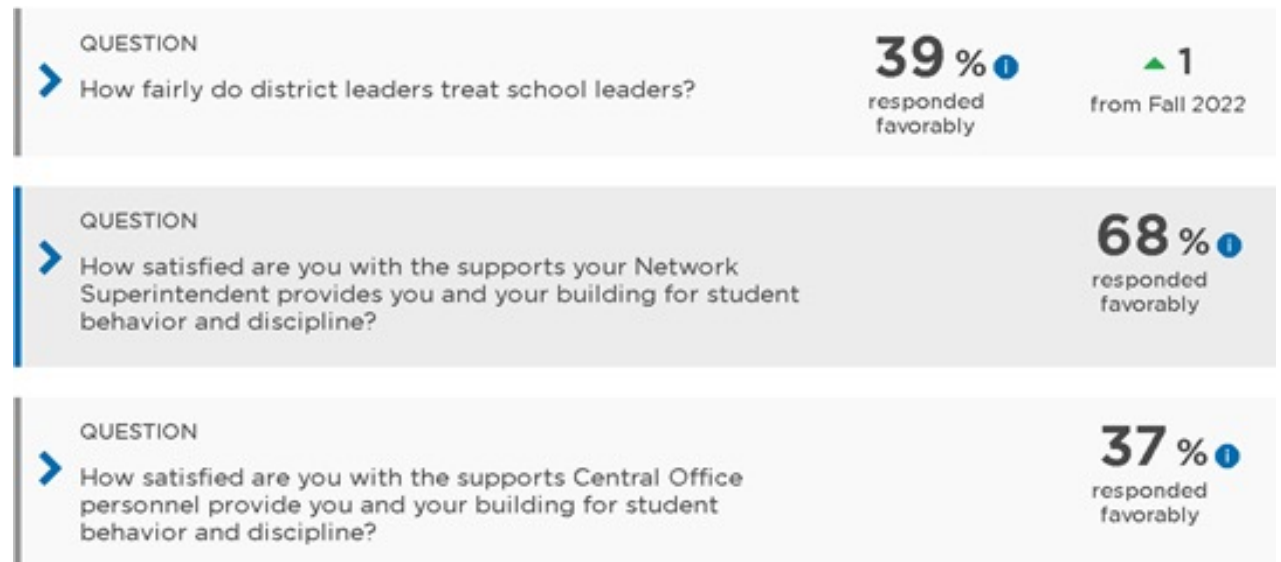 QUESTION
How fairly do district leaders treat school leaders?
39 %
responded
favorably
1
from Fall 2022
QUESTION
How satisfied are you with the supports your Network
Superintendent provides you and your building for student
behavior and discipline?
68 %
responded
favorably
QUESTION
How satisfied are you with the supports Central Office
personnel provide you and your building for student
behavior and discipline?
37 %
responded
favorably